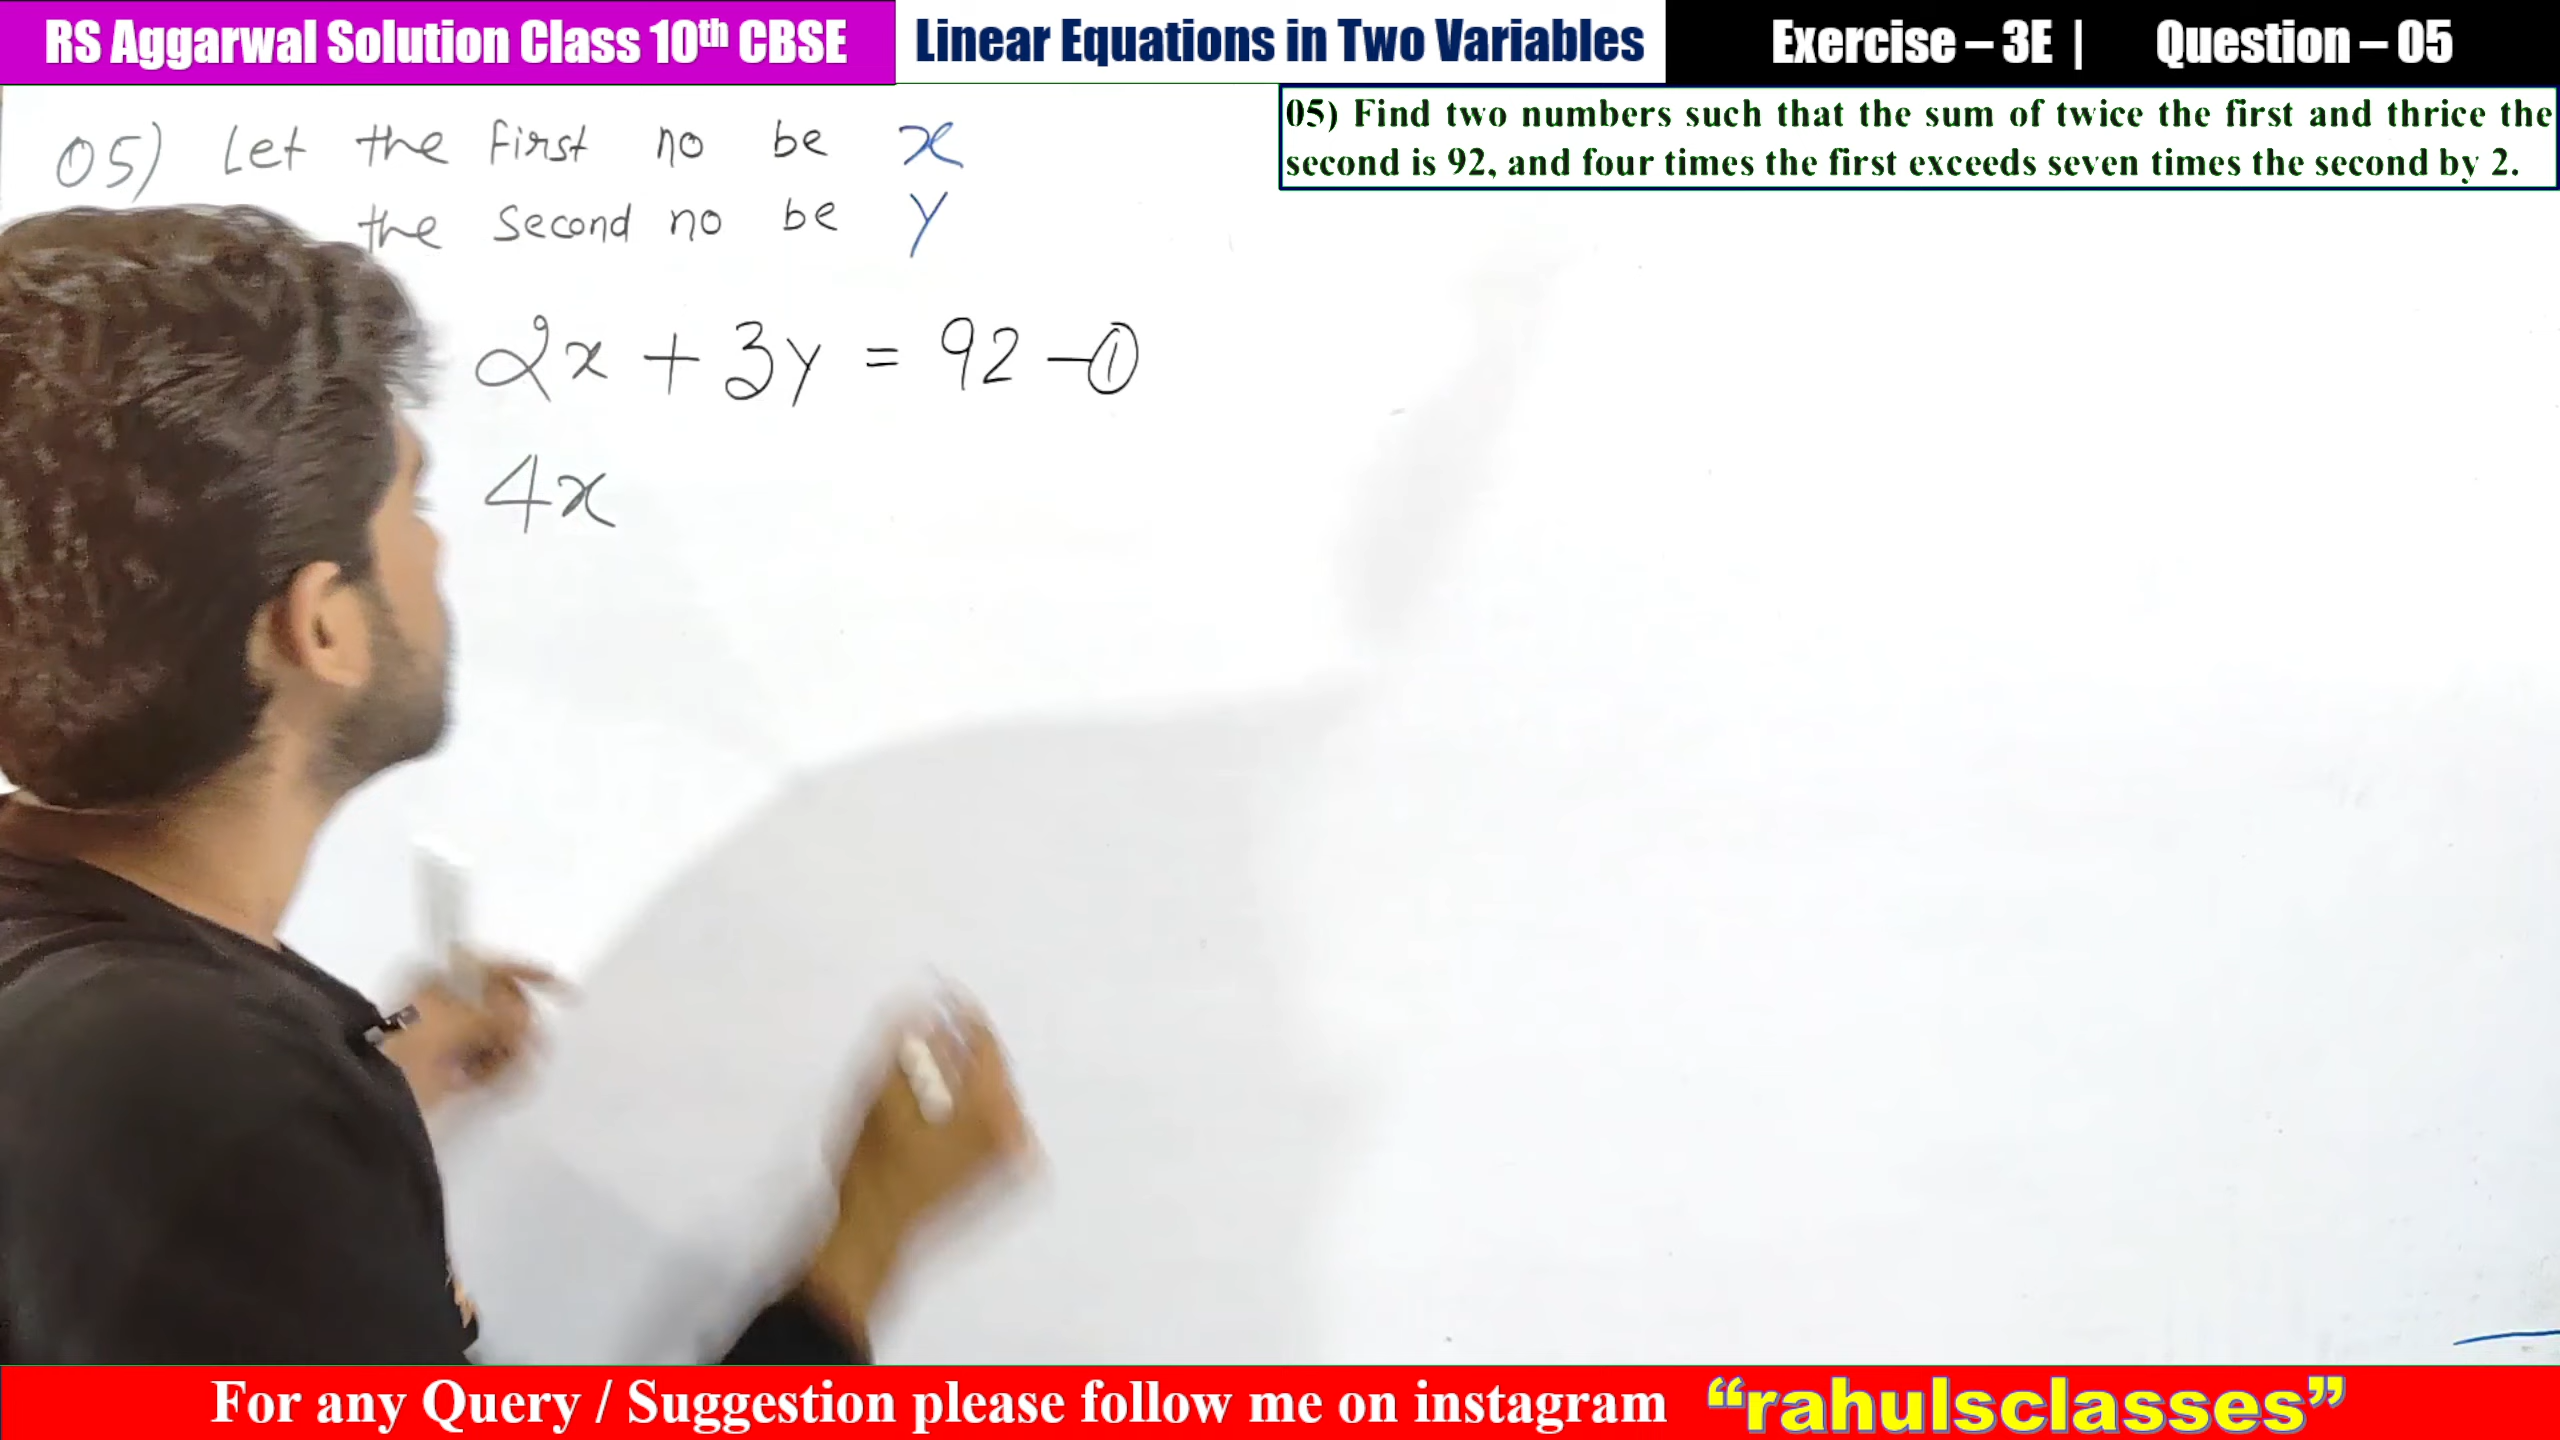 RS Aggarwal Solution Class 10th CBSE
Linear Equations in Two Variables
Exercise – 3E | Question – 05
05) Find two numbers such that the sum of twice the first and thrice the
second is 92, and four times the first exceeds seven times the second by 2.
05) Let the First no be x
the Second no be y
2x + 3y = 92 –①
4x
For any Query / Suggestion please follow me on instagram “rahulsclasses”